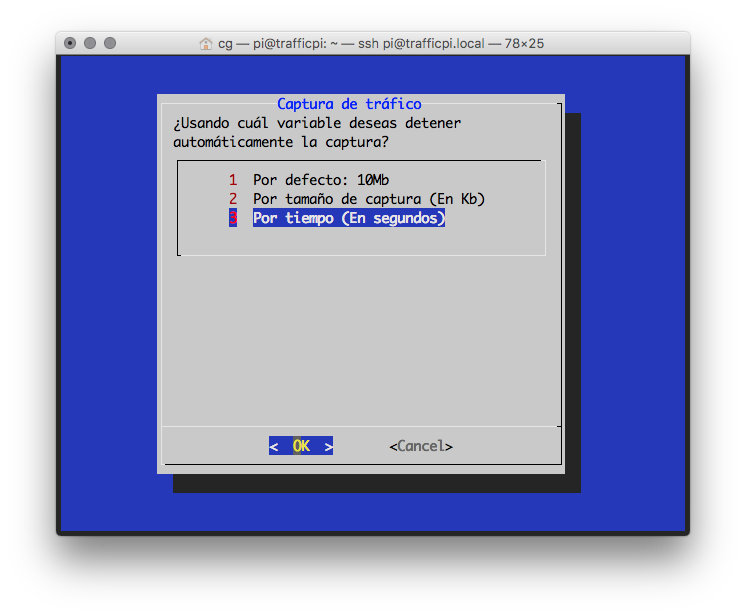 cg — pi@trafficpi: ~ — ssh pi@trafficpi.local — 78×25
Captura de tráfico
¿Usando cuál variable deseas detener
automáticamente la captura?
1 Por defecto: 10Mb
2 Por tamaño de captura (En Kb)
3 Por tiempo (En segundos)
< OK > <Cancel>